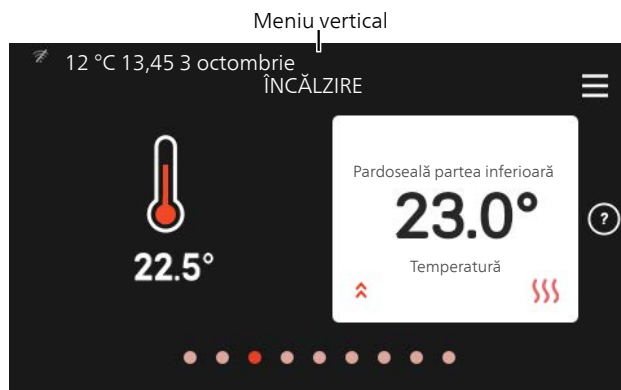 Meniu vertical
12 °C 13,45 3 octombrie
ÎNCĂLZIRE
Pardoseală partea inferioară
23.0°
Temperatură
22.5°
?